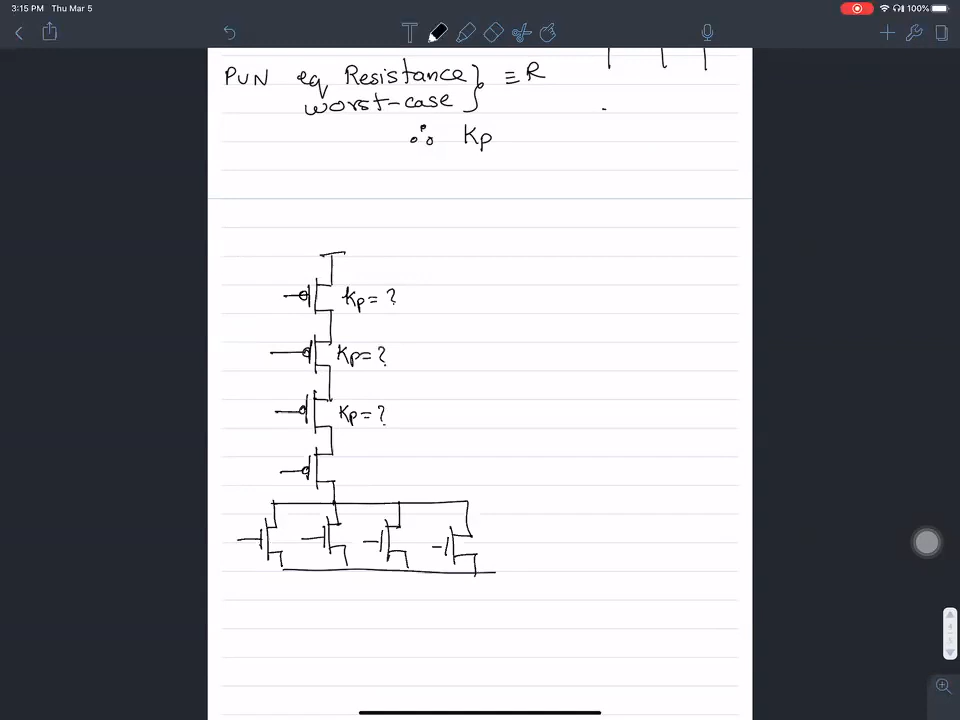 3:15 PM Thu Mar 5
100%
PUN eq Resistance } ≡ R
worst-case
∴ Kp
Kp = ?
Kp = ?
Kp = ?